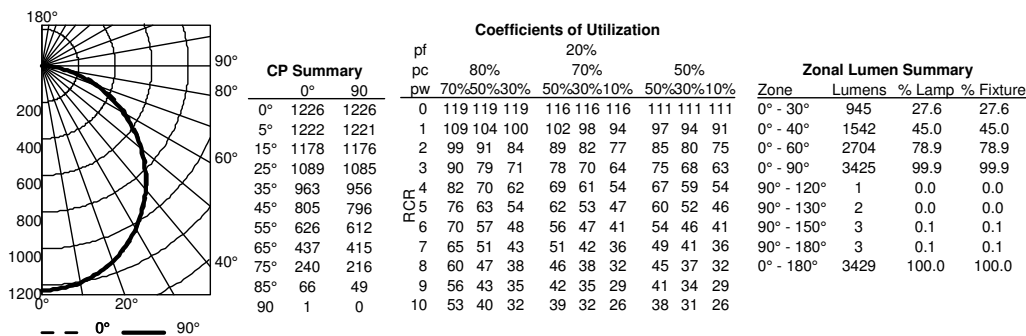 180°
90°
80°
60°
40°
20°
0°
200
400
600
800
1000
1200
0° 90°
CP Summary
0° 90
0° 1226 1226
5° 1222 1221
15° 1178 1176
25° 1089 1085
35° 963 956
45° 805 796
55° 626 612
65° 437 415
75° 240 216
85° 66 49
90 1 0
Coefficients of Utilization
pf 20%
pc 80% 70% 50%
pw 70%50%30% 50%30%10% 50%30%10%
RCR
0 119 119 119 116 116 116 111 111 111
1 109 104 100 102 98 94 97 94 91
2 99 91 84 89 82 77 85 80 75
3 90 79 71 78 70 64 75 68 63
4 82 70 62 69 61 54 67 59 54
5 76 63 54 62 53 47 60 52 46
6 70 57 48 56 47 41 54 46 41
7 65 51 43 51 42 36 49 41 36
8 60 47 38 46 38 32 45 37 32
9 56 43 35 42 35 29 41 34 29
10 53 40 32 39 32 26 38 31 26
Zonal Lumen Summary
Zone Lumens % Lamp % Fixture
0° - 30° 945 27.6 27.6
0° - 40° 1542 45.0 45.0
0° - 60° 2704 78.9 78.9
0° - 90° 3425 99.9 99.9
90° - 120° 1 0.0 0.0
90° - 130° 2 0.0 0.0
90° - 150° 3 0.1 0.1
90° - 180° 3 0.1 0.1
0° - 180° 3429 100.0 100.0